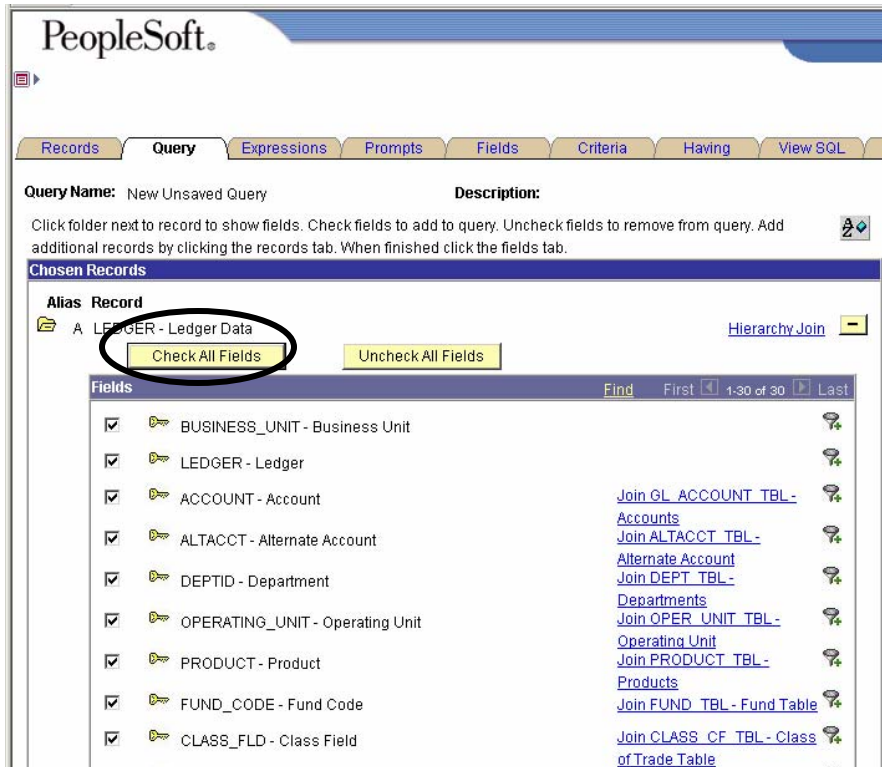 PeopleSoft®
Records Query Expressions Prompts Fields Criteria Having View SQL
Query Name: New Unsaved Query Description:
Click folder next to record to show fields. Check fields to add to query. Uncheck fields to remove from query. Add
additional records by clicking the records tab. When finished click the fields tab.
Chosen Records
Alias Record
A LEDGER - Ledger Data Hierarchy Join
Check All Fields Uncheck All Fields
Fields Find First 1-30 of 30 Last
BUSINESS_UNIT - Business Unit
LEDGER - Ledger
ACCOUNT - Account Join GL_ACCOUNT_TBL -
Accounts
ALTACCT - Alternate Account Join ALTACCT_TBL -
Alternate Account
DEPTID - Department Join DEPT_TBL -
Departments
OPERATING_UNIT - Operating Unit Join OPER_UNIT_TBL -
Operating Unit
PRODUCT - Product Join PRODUCT_TBL -
Products
FUND_CODE - Fund Code Join FUND_TBL - Fund Table
CLASS_FLD - Class Field Join CLASS_CF_TBL - Class
of Trade Table